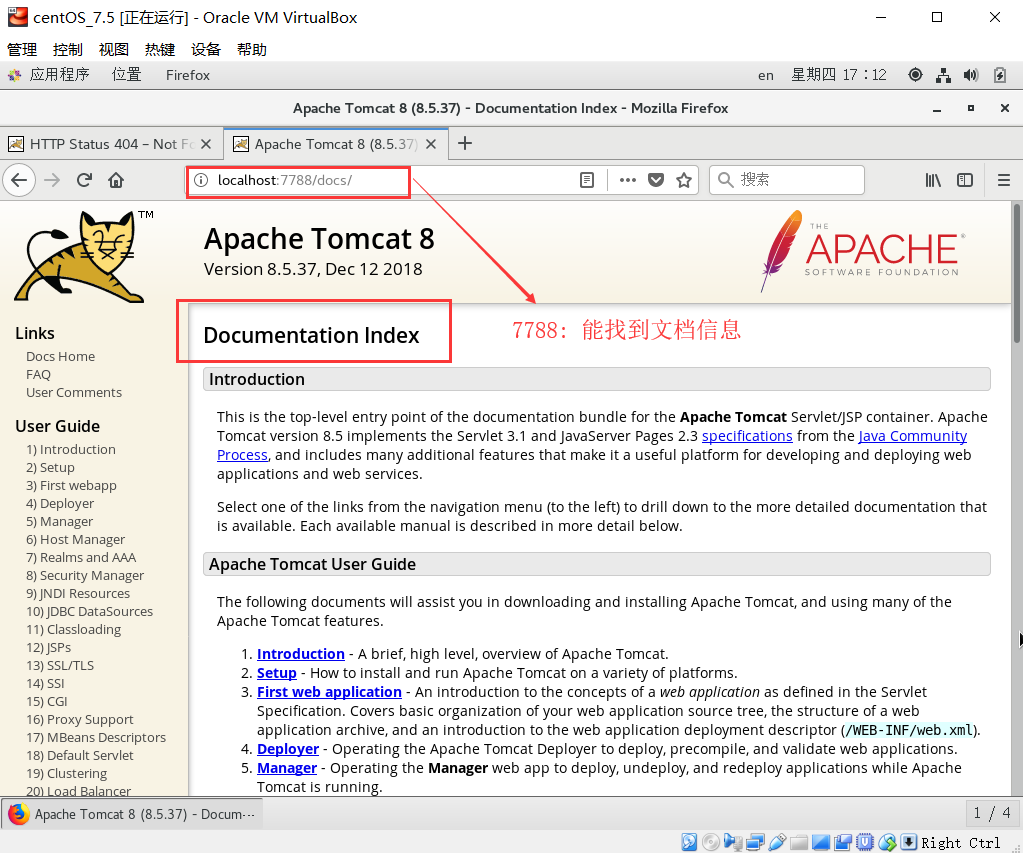 centOS_7.5 [正在运行] - Oracle VM VirtualBox
管理 控制 视图 热键 设备 帮助
应用程序 位置 Firefox en 星期四 17：12
Apache Tomcat 8 (8.5.37) - Documentation Index - Mozilla Firefox
HTTP Status 404 – Not Fo Apache Tomcat 8 (8.5.37)
localhost:7788/docs/ 搜索
TM
Apache Tomcat 8
Version 8.5.37, Dec 12 2018
THE
APACHE®
SOFTWARE FOUNDATION
Links
Docs Home
FAQ
User Comments
User Guide
1) Introduction
2) Setup
3) First webapp
4) Deployer
5) Manager
6) Host Manager
7) Realms and AAA
8) Security Manager
9) JNDI Resources
10) JDBC DataSources
11) Classloading
12) JSPs
13) SSL/TLS
14) SSI
15) CGI
16) Proxy Support
17) MBeans Descriptors
18) Default Servlet
19) Clustering
20) Load Balancer
Documentation Index
7788：能找到文档信息
Introduction
This is the top-level entry point of the documentation bundle for the Apache Tomcat Servlet/JSP container. Apache
Tomcat version 8.5 implements the Servlet 3.1 and JavaServer Pages 2.3 specifications from the Java Community
Process, and includes many additional features that make it a useful platform for developing and deploying web
applications and web services.
Select one of the links from the navigation menu (to the left) to drill down to the more detailed documentation that
is available. Each available manual is described in more detail below.
Apache Tomcat User Guide
The following documents will assist you in downloading and installing Apache Tomcat, and using many of the
Apache Tomcat features.
1. Introduction - A brief, high level, overview of Apache Tomcat.
2. Setup - How to install and run Apache Tomcat on a variety of platforms.
3. First web application - An introduction to the concepts of a web application as defined in the Servlet
Specification. Covers basic organization of your web application source tree, the structure of a web
application archive, and an introduction to the web application deployment descriptor (/WEB-INF/web.xml).
4. Deployer - Operating the Apache Tomcat Deployer to deploy, precompile, and validate web applications.
5. Manager - Operating the Manager web app to deploy, undeploy, and redeploy applications while Apache
Tomcat is running.
Apache Tomcat 8 (8.5.37) - Docum··· 1 / 4
Right Ctrl